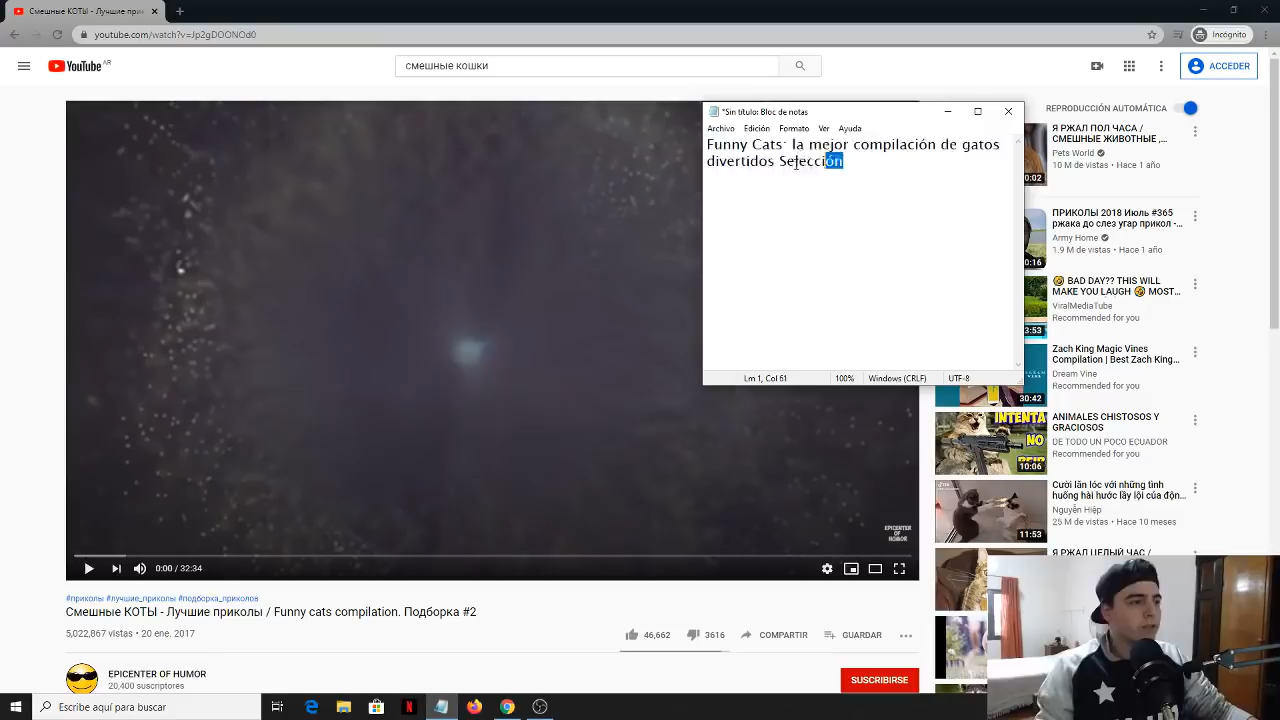 Смешные КОТЫ - Лучшие прик
youtube.com/watch?v=Jp2gDOONOd0
Incógnito
YouTube AR
смешные кошки
ACCEDER
*Sin título: Bloc de notas
Archivo Edición Formato Ver Ayuda
Funny Cats- la mejor compilación de gatos
divertidos Selección
Lm 1, Col 61
100%
Windows (CRLF)
UTF-8
REPRODUCCIÓN AUTOMÁTICA
Я РЖАЛ ПОЛ ЧАСА /
СМЕШНЫЕ ЖИВОТНЫЕ ,
Pets World
10 M de vistas • Hace 1 año
0:02
ПРИКОЛЫ 2018 Июль #365
ржака до слез угар прикол -...
Army Home
1.9 M de vistas • Hace 1 año
0:16
🤣 BAD DAY?? THIS WILL
MAKE YOU LAUGH 🤣 MOST...
ViralMediaTube
Recommended for you
3:53
Zach King Magic Vines
Compilation | Best Zach King...
Dream Vine
Recommended for you
30:42
ANIMALES CHISTOSOS Y
GRACIOSOS
DE TODO UN POCO ECUADOR
Recommended for you
INTENTA
NO
REIR
10:06
Cười lăn lóc với những tình
huống hài hước lầy lội của độn...
Nguyễn Hiệp
25 M de vistas • Hace 10 meses
11:53
Я РЖАЛ ЦЕЛЫЙ ЧАС /
EPICENTER
OF
HUMOR
0:00 / 32:34
#приколы #лучшие_приколы #подборка_приколов
Смешные КОТЫ - Лучшие приколы / Funny cats compilation. Подборка #2
5,022,867 vistas • 20 ene. 2017
46,662
3616
COMPARTIR
GUARDAR
EPICENTER OF HUMOR
20,400 suscriptores
SUSCRIBIRSE
Escribe aquí para buscar